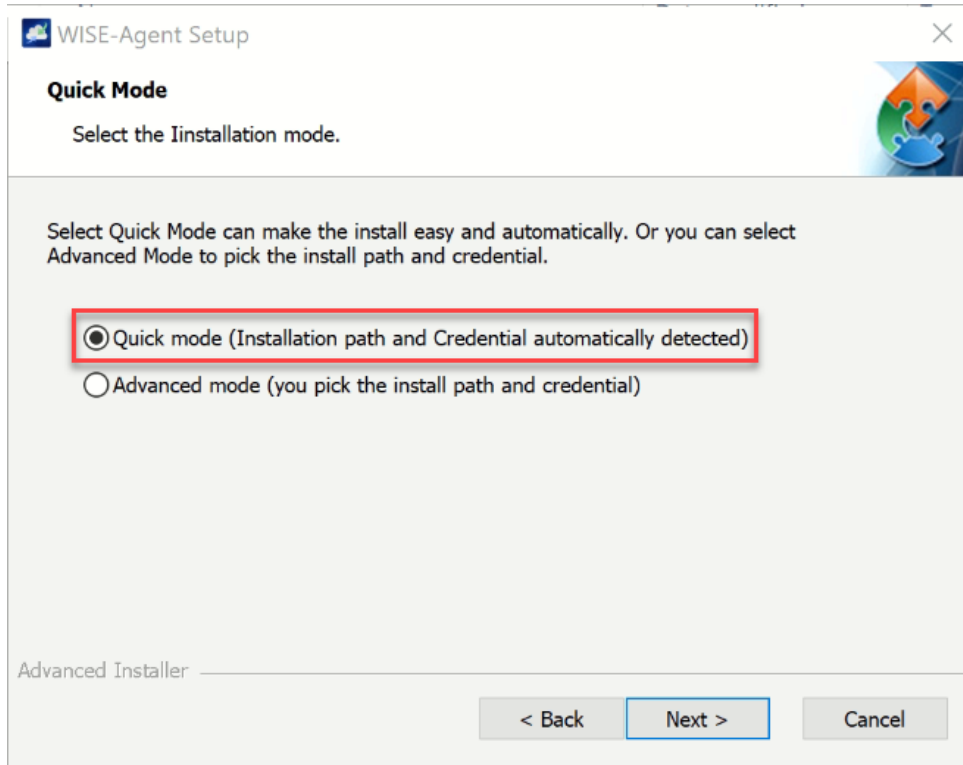 WISE-Agent Setup
Quick Mode
Select the Iinstallation mode.
Select Quick Mode can make the install easy and automatically. Or you can select
Advanced Mode to pick the install path and credential.
Quick mode (Installation path and Credential automatically detected)
Advanced mode (you pick the install path and credential)
Advanced Installer
< Back
Next >
Cancel